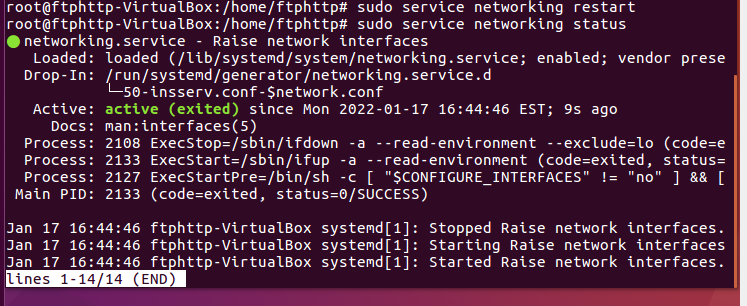 root@ftphttp-VirtualBox:/home/ftphttp# sudo service networking restart
root@ftphttp-VirtualBox:/home/ftphttp# sudo service networking status
● networking.service - Raise network interfaces
   Loaded: loaded (/lib/systemd/system/networking.service; enabled; vendor prese
  Drop-In: /run/systemd/generator/networking.service.d
           └─50-insserv.conf-$network.conf
   Active: active (exited) since Mon 2022-01-17 16:44:46 EST; 9s ago
     Docs: man:interfaces(5)
  Process: 2108 ExecStop=/sbin/ifdown -a --read-environment --exclude=lo (code=e
  Process: 2133 ExecStart=/sbin/ifup -a --read-environment (code=exited, status=
  Process: 2127 ExecStartPre=/bin/sh -c [ "$CONFIGURE_INTERFACES" != "no" ] && [
 Main PID: 2133 (code=exited, status=0/SUCCESS)

Jan 17 16:44:46 ftphttp-VirtualBox systemd[1]: Stopped Raise network interfaces.
Jan 17 16:44:46 ftphttp-VirtualBox systemd[1]: Starting Raise network interfaces
Jan 17 16:44:46 ftphttp-VirtualBox systemd[1]: Started Raise network interfaces.
lines 1-14/14 (END)